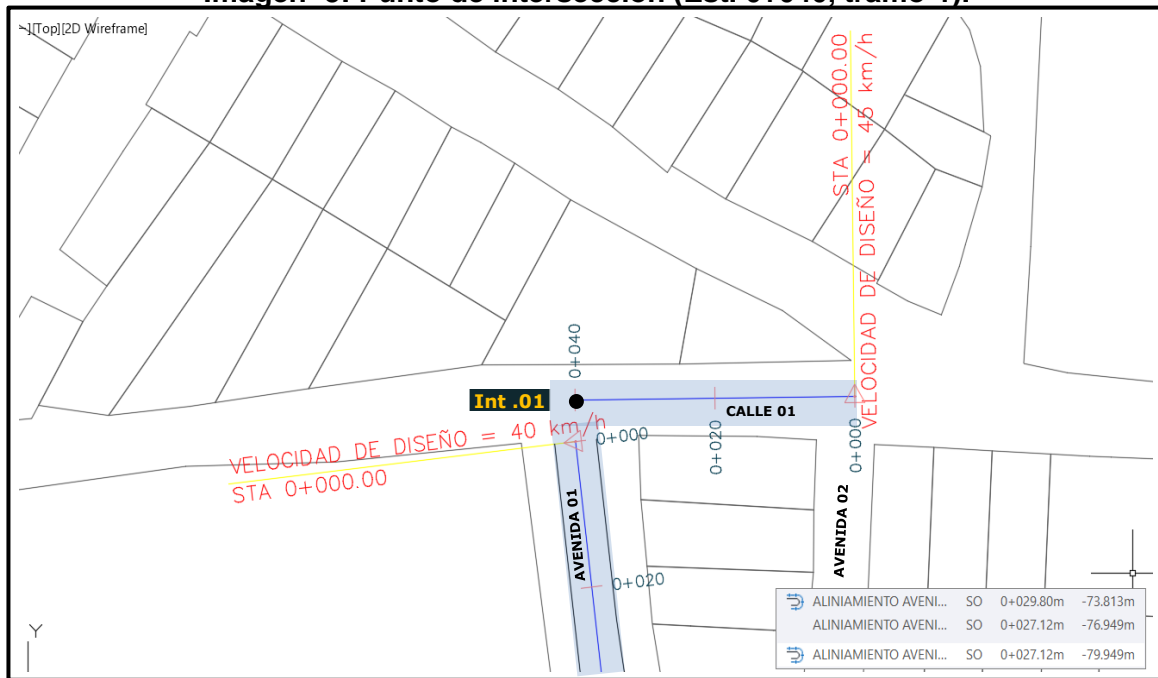 -][Top][2D Wireframe]
STA 0+000.00
VELOCIDAD DE DISEÑO = 45 km/h
0+040
Int .01
CALLE 01
VELOCIDAD DE DISEÑO = 40 km/h
STA 0+000.00
0+000
0+020
0+000
AVENIDA 01
AVENIDA 02
0+020
ALINIAMIENTO AVENI... SO 0+029.80m -73.813m
ALINIAMIENTO AVENI... SO 0+027.12m -76.949m
ALINIAMIENTO AVENI... SO 0+027.12m -79.949m
Y